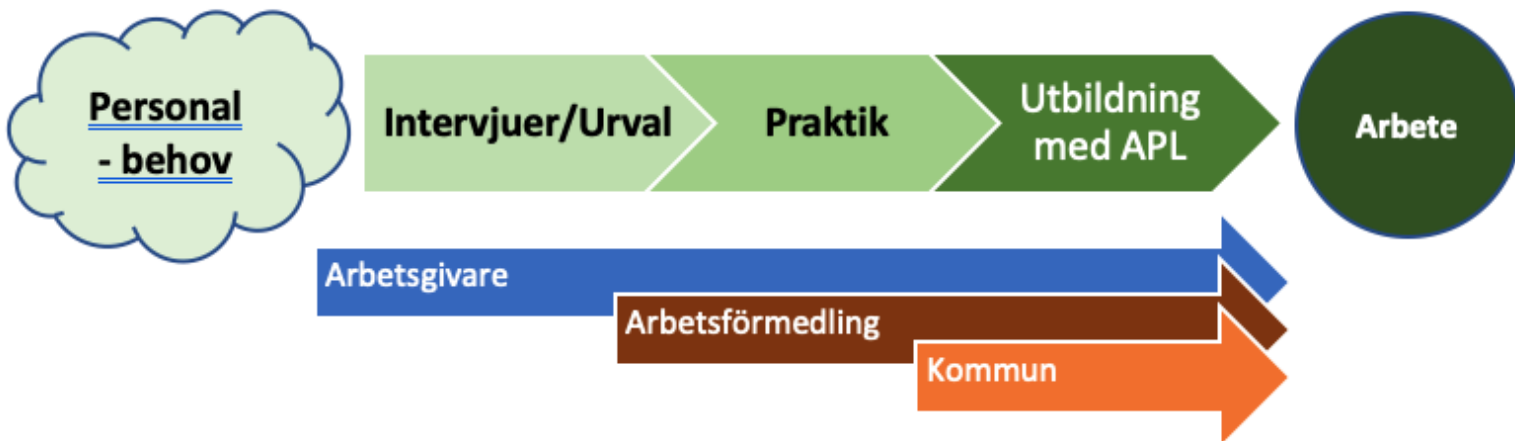 Personal
- behov
Intervjuer/Urval
Praktik
Utbildning
med APL
Arbete
Arbetsgivare
Arbetsförmedling
Kommun